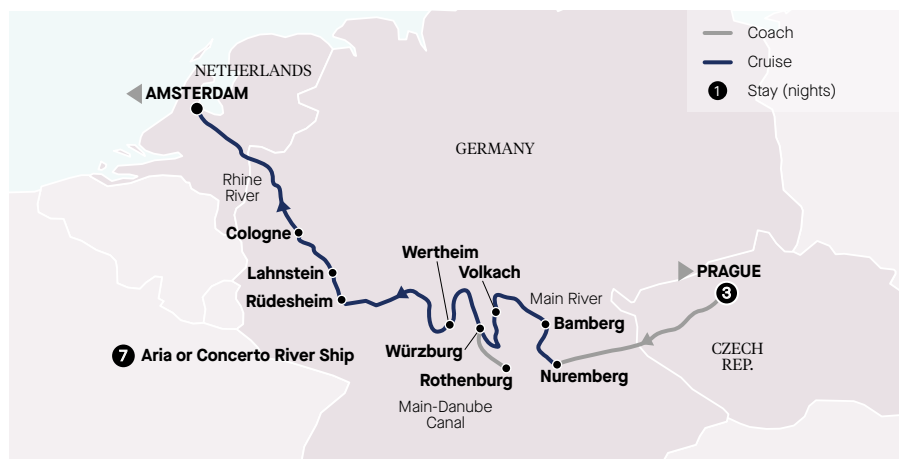 Coach
Cruise
1 Stay (nights)
NETHERLANDS
AMSTERDAM
GERMANY
Rhine
River
Cologne
Wertheim
Lahnstein
Volkach
PRAGUE
3
Rüdesheim
Main River
Bamberg
CZECH
REP.
7 Aria or Concerto River Ship
Würzburg
Rothenburg
Nuremberg
Main-Danube
Canal